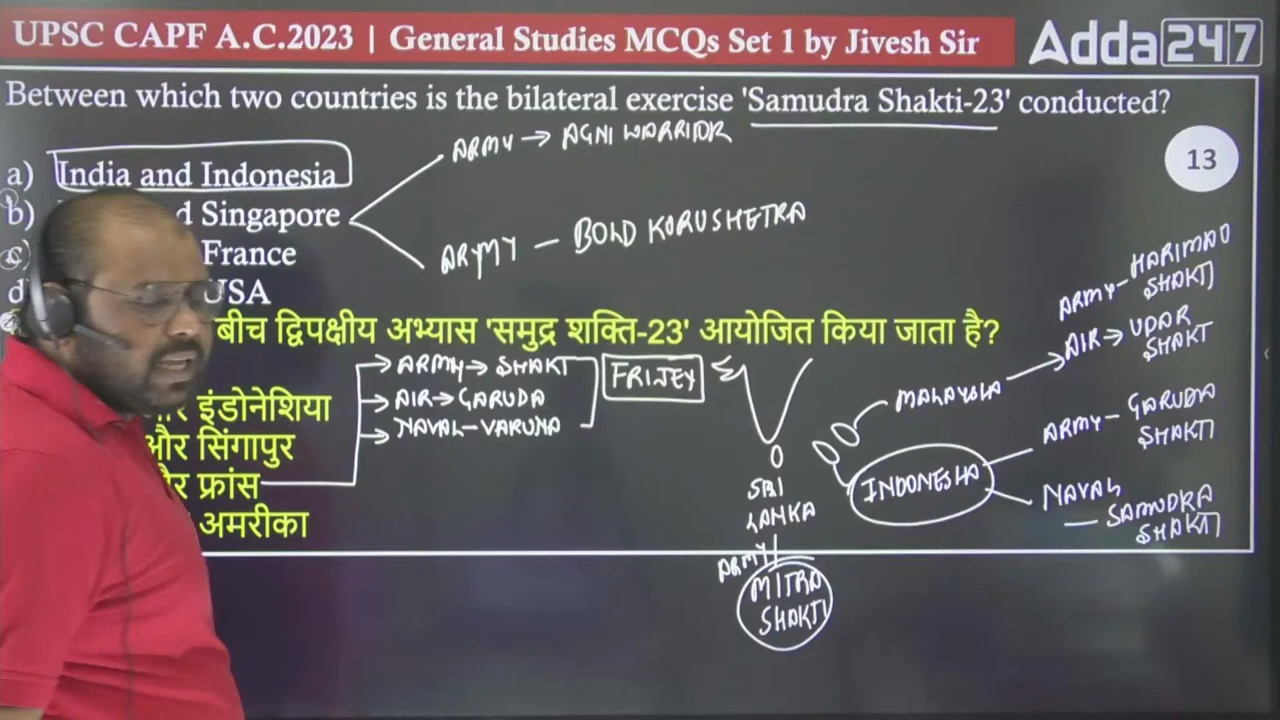 UPSC CAPF A.C.2023 | General Studies MCQs Set 1 by Jivesh Sir
Adda247
Between which two countries is the bilateral exercise 'Samudra Shakti-23' conducted?
13
a) India and Indonesia
b) d Singapore
c) France
d USA
ARMY → AGNI WARRIOR
ARMY – BOLD KURUSHETRA
बीच द्विपक्षीय अभ्यास 'समुद्र शक्ति-23' आयोजित किया जाता है?
और इंडोनेशिया
और सिंगापुर
र फ्रांस
अमरीका
ARMY → SHAKTI
AIR → GARUDA
NAVAL – VARUNA
FRINJEX
SRI
LANKA
ARMY
MITRA
SHAKTI
MALAYSIA
ARMY – HARIMAO
SHAKTI
AIR → UDAR
SHAKTI
INDONESIA
ARMY – GARUDA
SHAKTI
NAVAL
– SAMUDRA
SHAKTI